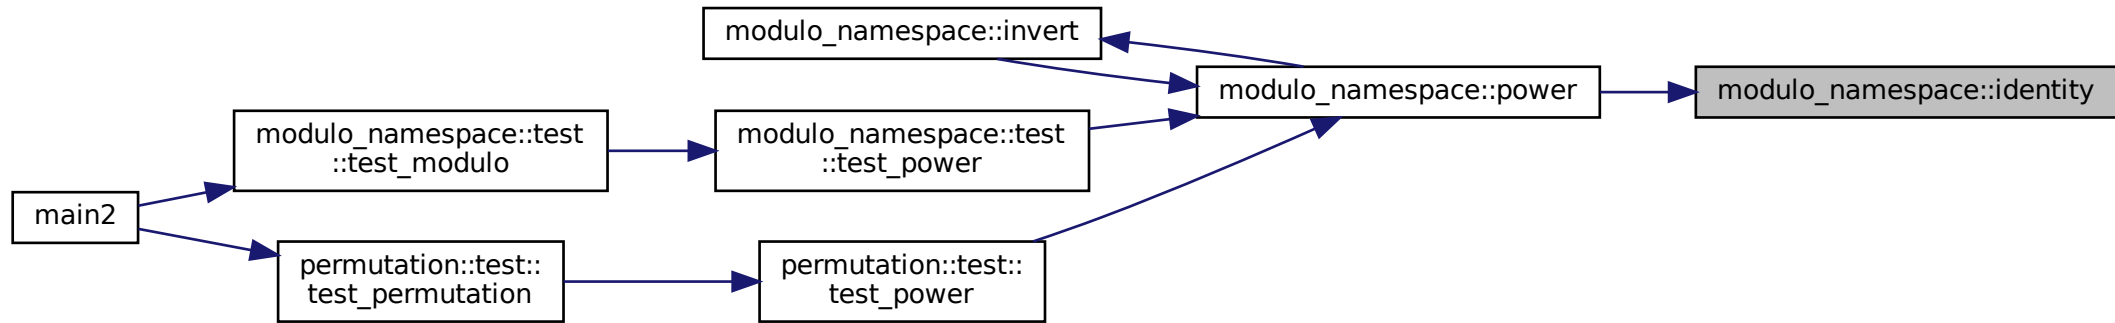 modulo_namespace::invert
modulo_namespace::power
modulo_namespace::identity
modulo_namespace::test
::test_modulo
modulo_namespace::test
::test_power
main2
permutation::test::
test_permutation
permutation::test::
test_power